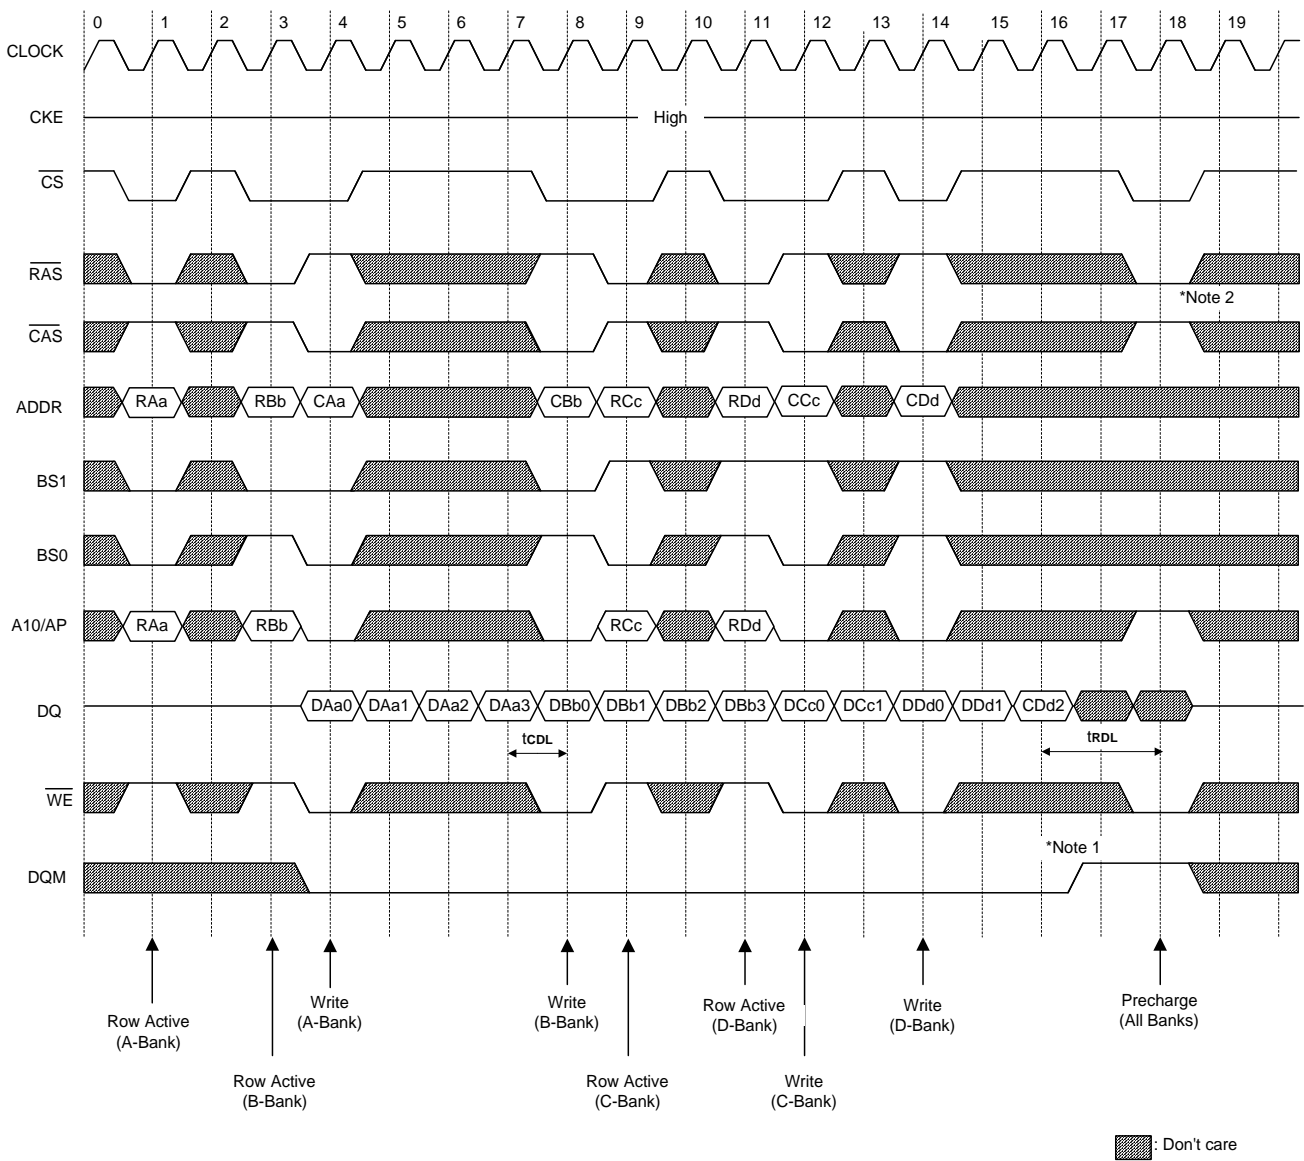 0 1 2 3 4 5 6 7 8 9 10 11 12 13 14 15 16 17 18 19
CLOCK
CKE High
CS
RAS
*Note 2
CAS
ADDR RAa RBb CAa CBb RCc RDd CCc CDd
BS1
BS0
A10/AP RAa RBb RCc RDd
DQ DAa0 DAa1 DAa2 DAa3 DBb0 DBb1 DBb2 DBb3 DCc0 DCc1 DDd0 DDd1 CDd2
tCDL tRDL
WE
*Note 1
DQM
Row Active
(A-Bank)
Row Active
(B-Bank)
Write
(A-Bank)
Write
(B-Bank)
Row Active
(C-Bank)
Row Active
(D-Bank)
Write
(C-Bank)
Write
(D-Bank)
Precharge
(All Banks)
: Don't care